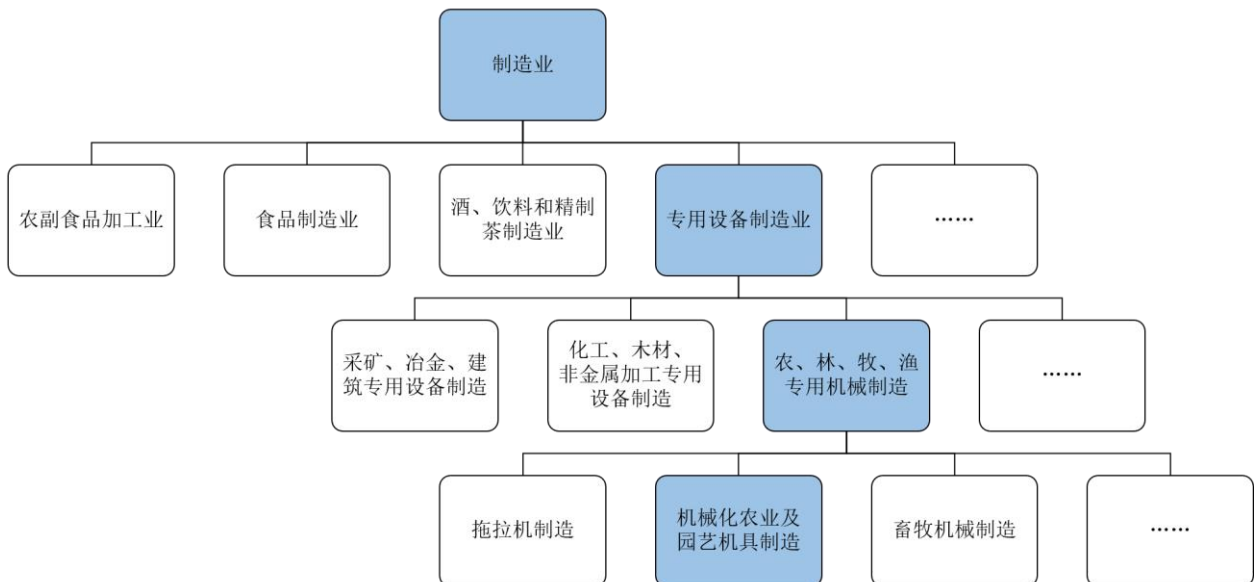 制造业
农副食品加工业
食品制造业
酒、饮料和精制
茶制造业
专用设备制造业
……
采矿、冶金、建
筑专用设备制造
化工、木材、
非金属加工专用
设备制造
农、林、牧、渔
专用机械制造
……
拖拉机制造
机械化农业及
园艺机具制造
畜牧机械制造
……